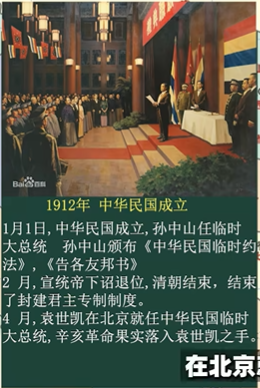 Bai百科
1912年 中华民国成立
1月1日,中华民国成立,孙中山任临时
大总统 孙中山颁布《中华民国临时约
法》,《告各友邦书》
2 月,宣统帝下诏退位,清朝结束,结束
了封建君主专制制度。
4 月,袁世凯在北京就任中华民国临时
大总统,辛亥革命果实落入袁世凯之手。
在北京